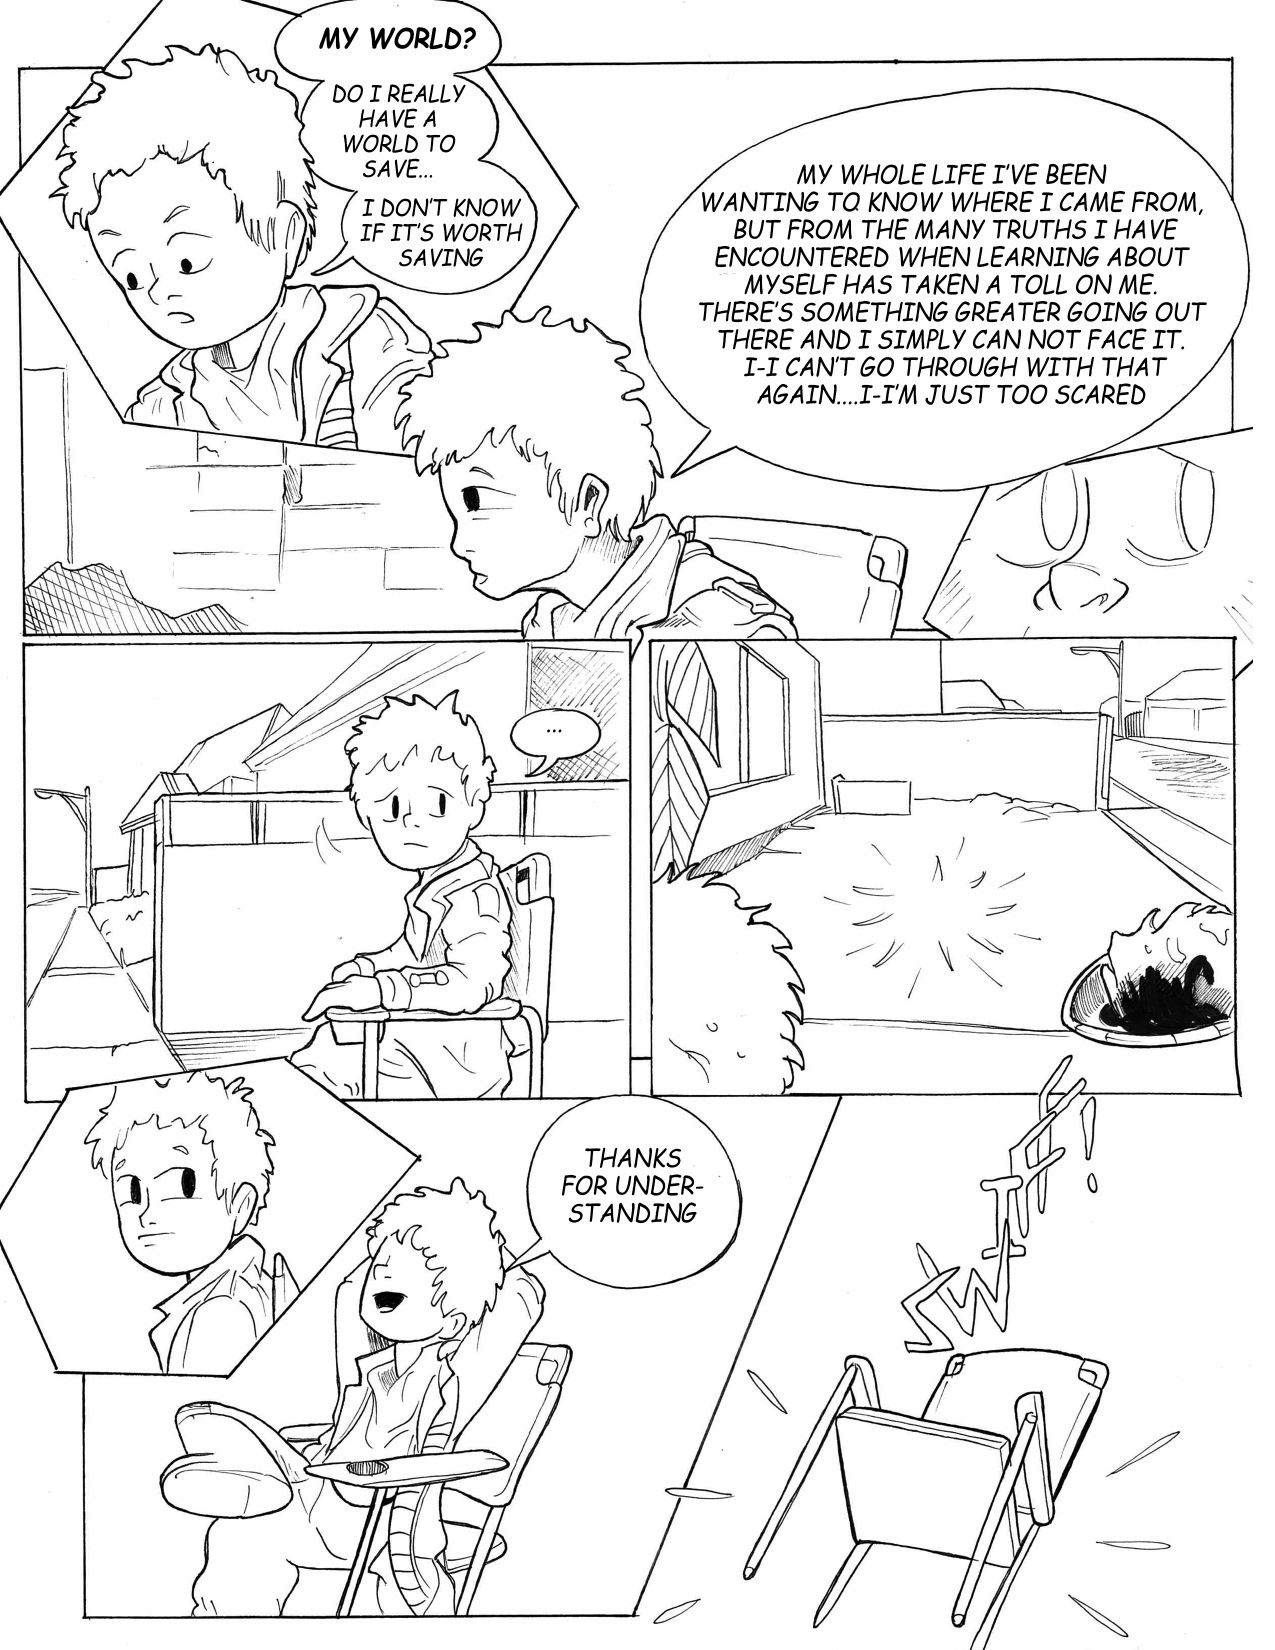 MY WORLD?
DO I REALLY
HAVE A
WORLD TO
SAVE...
I DON'T KNOW
IF IT'S WORTH
SAVING
MY WHOLE LIFE I'VE BEEN
WANTING TO KNOW WHERE I CAME FROM,
BUT FROM THE MANY TRUTHS I HAVE
ENCOUNTERED WHEN LEARNING ABOUT
MYSELF HAS TAKEN A TOLL ON ME.
THERE'S SOMETHING GREATER GOING OUT
THERE AND I SIMPLY CAN NOT FACE IT.
I-I CAN'T GO THROUGH WITH THAT
AGAIN....I-I'M JUST TOO SCARED
...
THANKS
FOR UNDER-
STANDING
SWIFF!